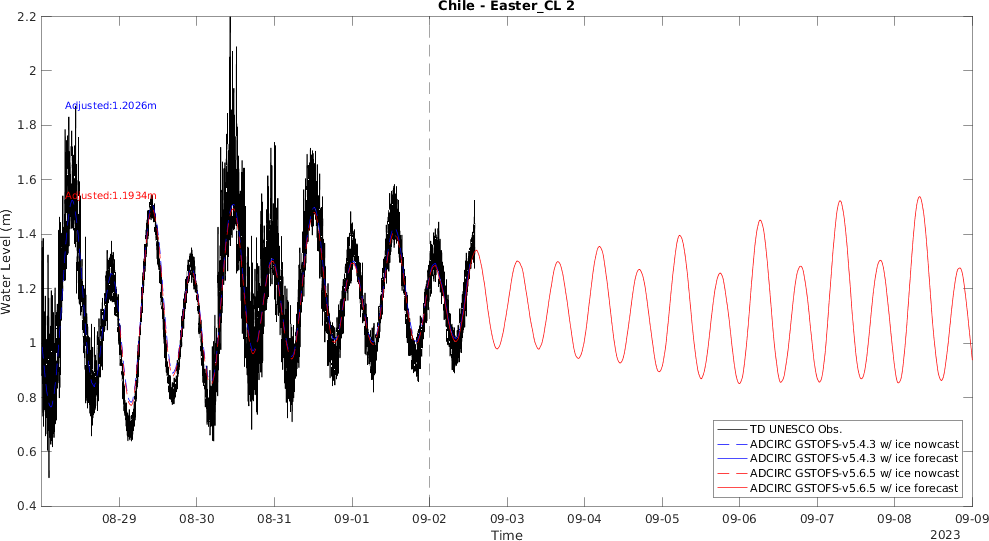 Chile - Easter_CL 2
2.2
2
1.8
1.6
1.4
1.2
1
0.8
0.6
0.4
Water Level (m)
Adjusted:1.2026m
Adjusted:1.1934m
TD UNESCO Obs.
ADCIRC GSTOFS-v5.4.3 w/ ice nowcast
ADCIRC GSTOFS-v5.4.3 w/ ice forecast
ADCIRC GSTOFS-v5.6.5 w/ ice nowcast
ADCIRC GSTOFS-v5.6.5 w/ ice forecast
08-29 08-30 08-31 09-01 09-02 09-03 09-04 09-05 09-06 09-07 09-08 09-09
Time
2023